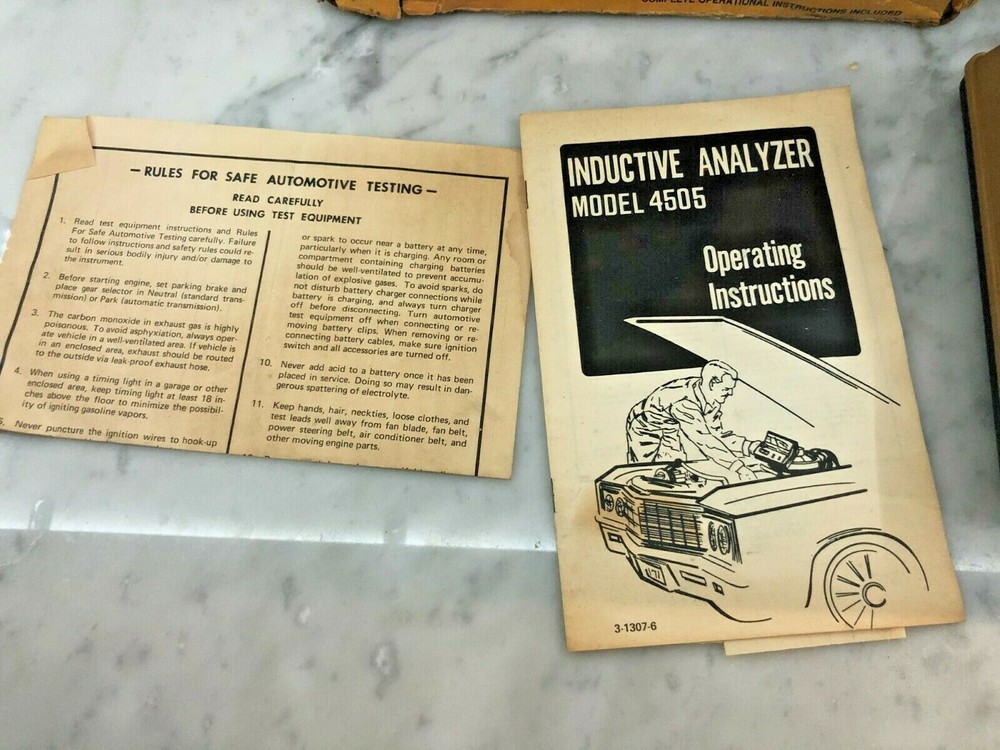 COMPLETE OPERATIONAL INSTRUCTIONS INCLUDED
—RULES FOR SAFE AUTOMOTIVE TESTING—
READ CAREFULLY
BEFORE USING TEST EQUIPMENT
1. Read test equipment instructions and Rules
For Safe Automotive Testing carefully. Failure
to follow instructions and safety rules could re-
sult in serious bodily injury and/or damage to
the instrument.
2. Before starting engine, set parking brake and
place gear selector in Neutral (standard trans-
mission) or Park (automatic transmission).
3. The carbon monoxide in exhaust gas is highly
poisonous. To avoid asphyxiation, always oper-
ate vehicle in a well-ventilated area. If vehicle is
in an enclosed area, exhaust should be routed
to the outside via leak-proof exhaust hose.
4. When using a timing light in a garage or other
enclosed area, keep timing light at least 18 in-
ches above the floor to minimize the possibil-
ity of igniting gasoline vapors.
5. Never puncture the ignition wires to hook-up
or spark to occur near a battery at any time,
particularly when it is charging. Any room or
compartment containing charging batteries
should be well-ventilated to prevent accumu-
lation of explosive gases. To avoid sparks, do
not disturb battery charger connections while
battery is charging, and always turn charger
off before disconnecting. Turn automotive
test equipment off when connecting or re-
moving battery clips. When removing or re-
connecting battery cables, make sure ignition
switch and all accessories are turned off.
10. Never add acid to a battery once it has been
placed in service. Doing so may result in dan-
gerous spattering of electrolyte.
11. Keep hands, hair, neckties, loose clothes, and
test leads well away from fan blade, fan belt,
power steering belt, air conditioner belt, and
other moving engine parts.
INDUCTIVE ANALYZER
MODEL 4505
Operating
Instructions
3-1307-6